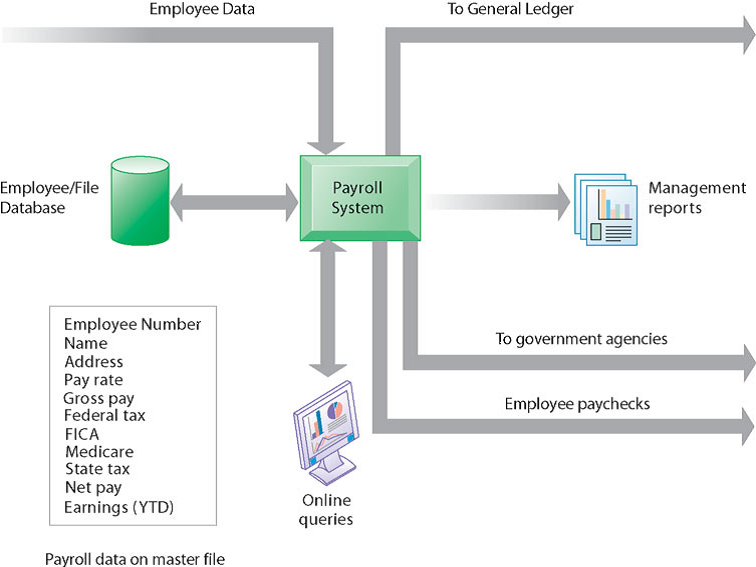 Employee Data
To General Ledger
Employee/File
Database
Payroll
System
Management
reports
Employee Number
Name
Address
Pay rate
Gross pay
Federal tax
FICA
Medicare
State tax
Net pay
Earnings (YTD)
To government agencies
Employee paychecks
Online
queries
Payroll data on master file